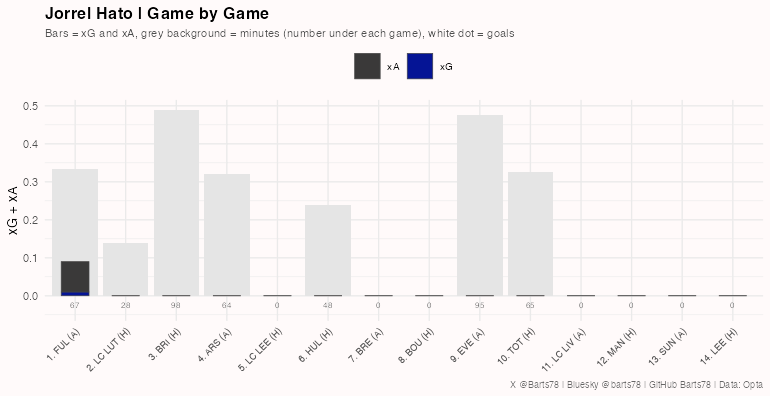 Jorrel Hato | Game by Game
Bars = xG and xA, grey background = minutes (number under each game), white dot = goals
xA xG
xG + xA
0.5
0.4
0.3
0.2
0.1
0.0
67 28 98 64 0 48 0 0 95 65 0 0 0 0
1. FUL (A)
2. LC LUT (H)
3. BRI (H)
4. ARS (A)
5. LC LEE (H)
6. HUL (H)
7. BRE (A)
8. BOU (H)
9. EVE (A)
10. TOT (H)
11. LC LIV (A)
12. MAN (H)
13. SUN (A)
14. LEE (H)
X @Barts78 | Bluesky @barts78 | GitHub Barts78 | Data: Opta